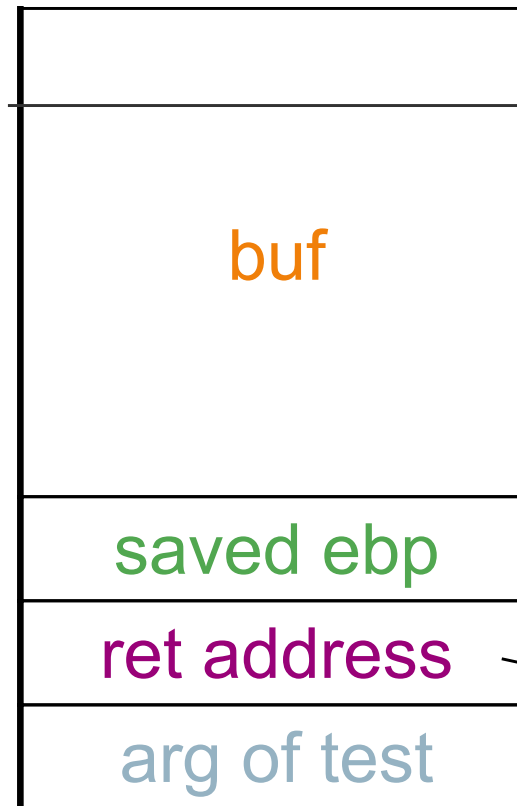 buf
saved ebp
ret address
arg of test